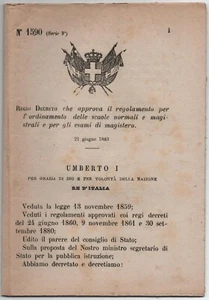 N° 1590 (Serie 3ª)
1
REGIO DECRETO che approva il regolamento per
l'ordinamento delle scuole normali e magi-
strali e per gli esami di magistero.
21 giugno 1883
UMBERTO I
PER GRAZIA DI DIO E PER VOLONTÀ DELLA NAZIONE
RE D'ITALIA
Veduta la legge 13 novembre 1859;
Veduti i regolamenti approvati coi regi decreti
del 24 giugno 1860, 9 novembre 1861 e 30 set-
tembre 1880;
Udito il parere del consiglio di Stato;
Sulla proposta del Nostro ministro segretario di
Stato per la pubblica istruzione;
Abbiamo decretato e decretiamo: